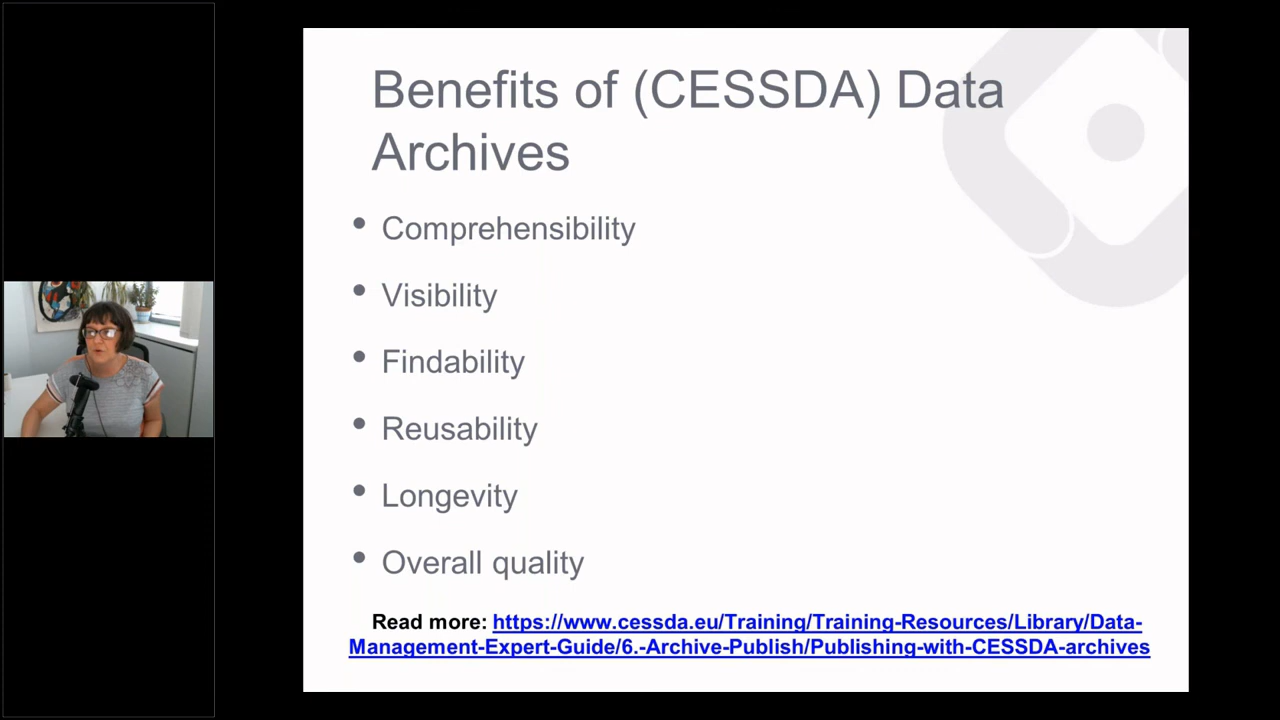 Benefits of (CESSDA) Data
Archives
• Comprehensibility
• Visibility
• Findability
• Reusability
• Longevity
• Overall quality
Read more: https://www.cessda.eu/Training/Training-Resources/Library/Data-
Management-Expert-Guide/6.-Archive-Publish/Publishing-with-CESSDA-archives